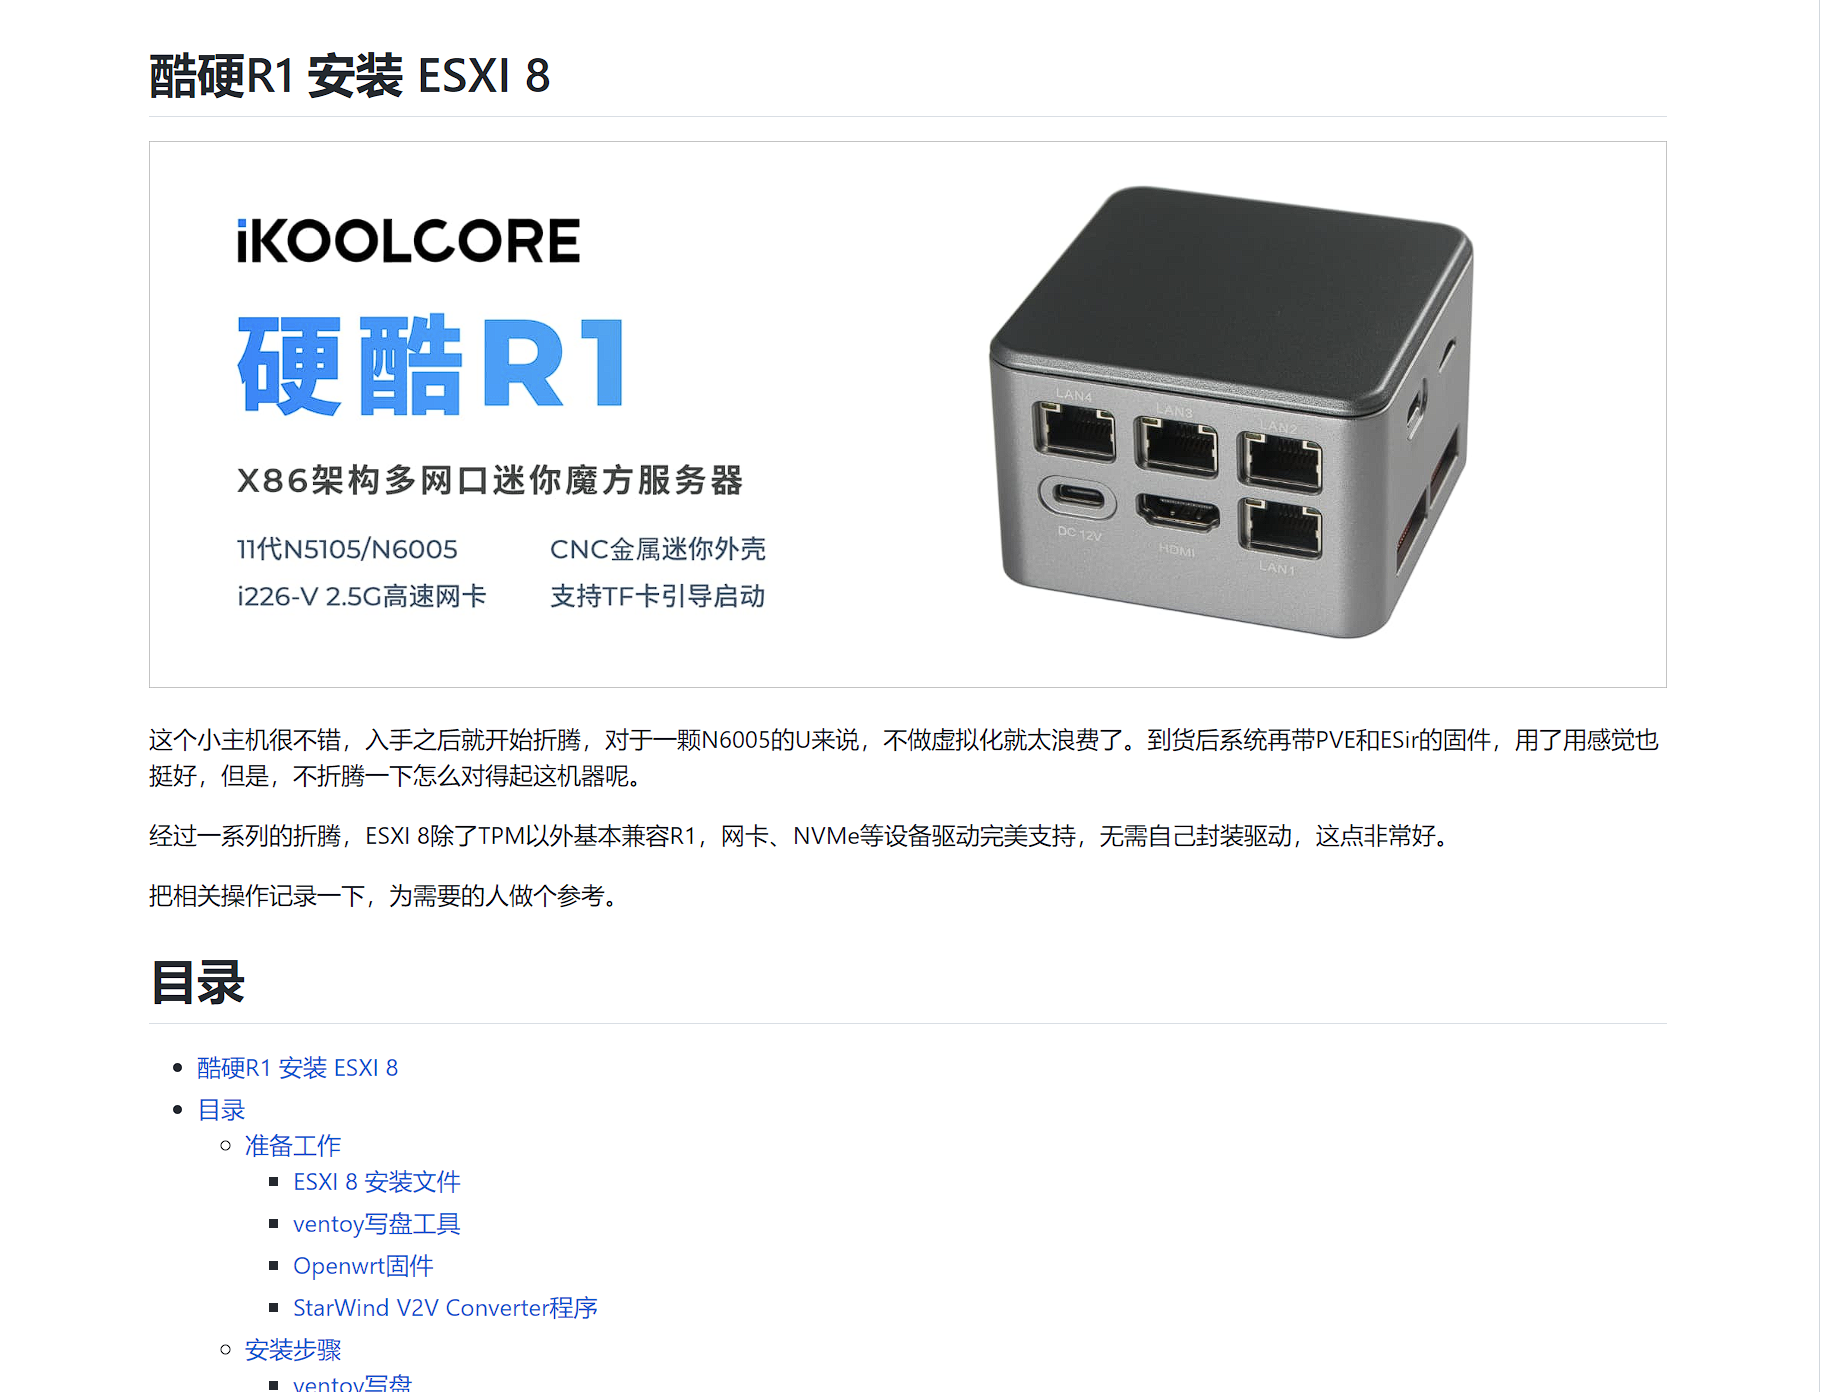 酷硬R1 安装 ESXI 8
iKOOLCORE
硬酷R1
X86架构多网口迷你魔方服务器
11代N5105/N6005
CNC金属迷你外壳
i226-V 2.5G高速网卡
支持TF卡引导启动
LAN4
LAN3
LAN2
DC 12V
HDMI
LAN1
这个小主机很不错，入手之后就开始折腾，对于一颗N6005的U来说，不做虚拟化就太浪费了。到货后系统再带PVE和ESir的固件，用了用感觉也
挺好，但是，不折腾一下怎么对得起这机器呢。
经过一系列的折腾，ESXI 8除了TPM以外基本兼容R1，网卡、NVMe等设备驱动完美支持，无需自己封装驱动，这点非常好。
把相关操作记录一下，为需要的人做个参考。
目录
酷硬R1 安装 ESXI 8
目录
准备工作
ESXI 8 安装文件
ventoy写盘工具
Openwrt固件
StarWind V2V Converter程序
安装步骤
ventoy写盘